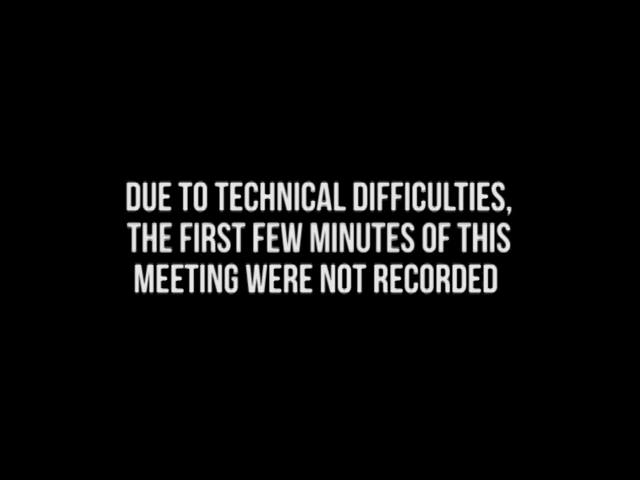 DUE TO TECHNICAL DIFFICULTIES,
THE FIRST FEW MINUTES OF THIS
MEETING WERE NOT RECORDED